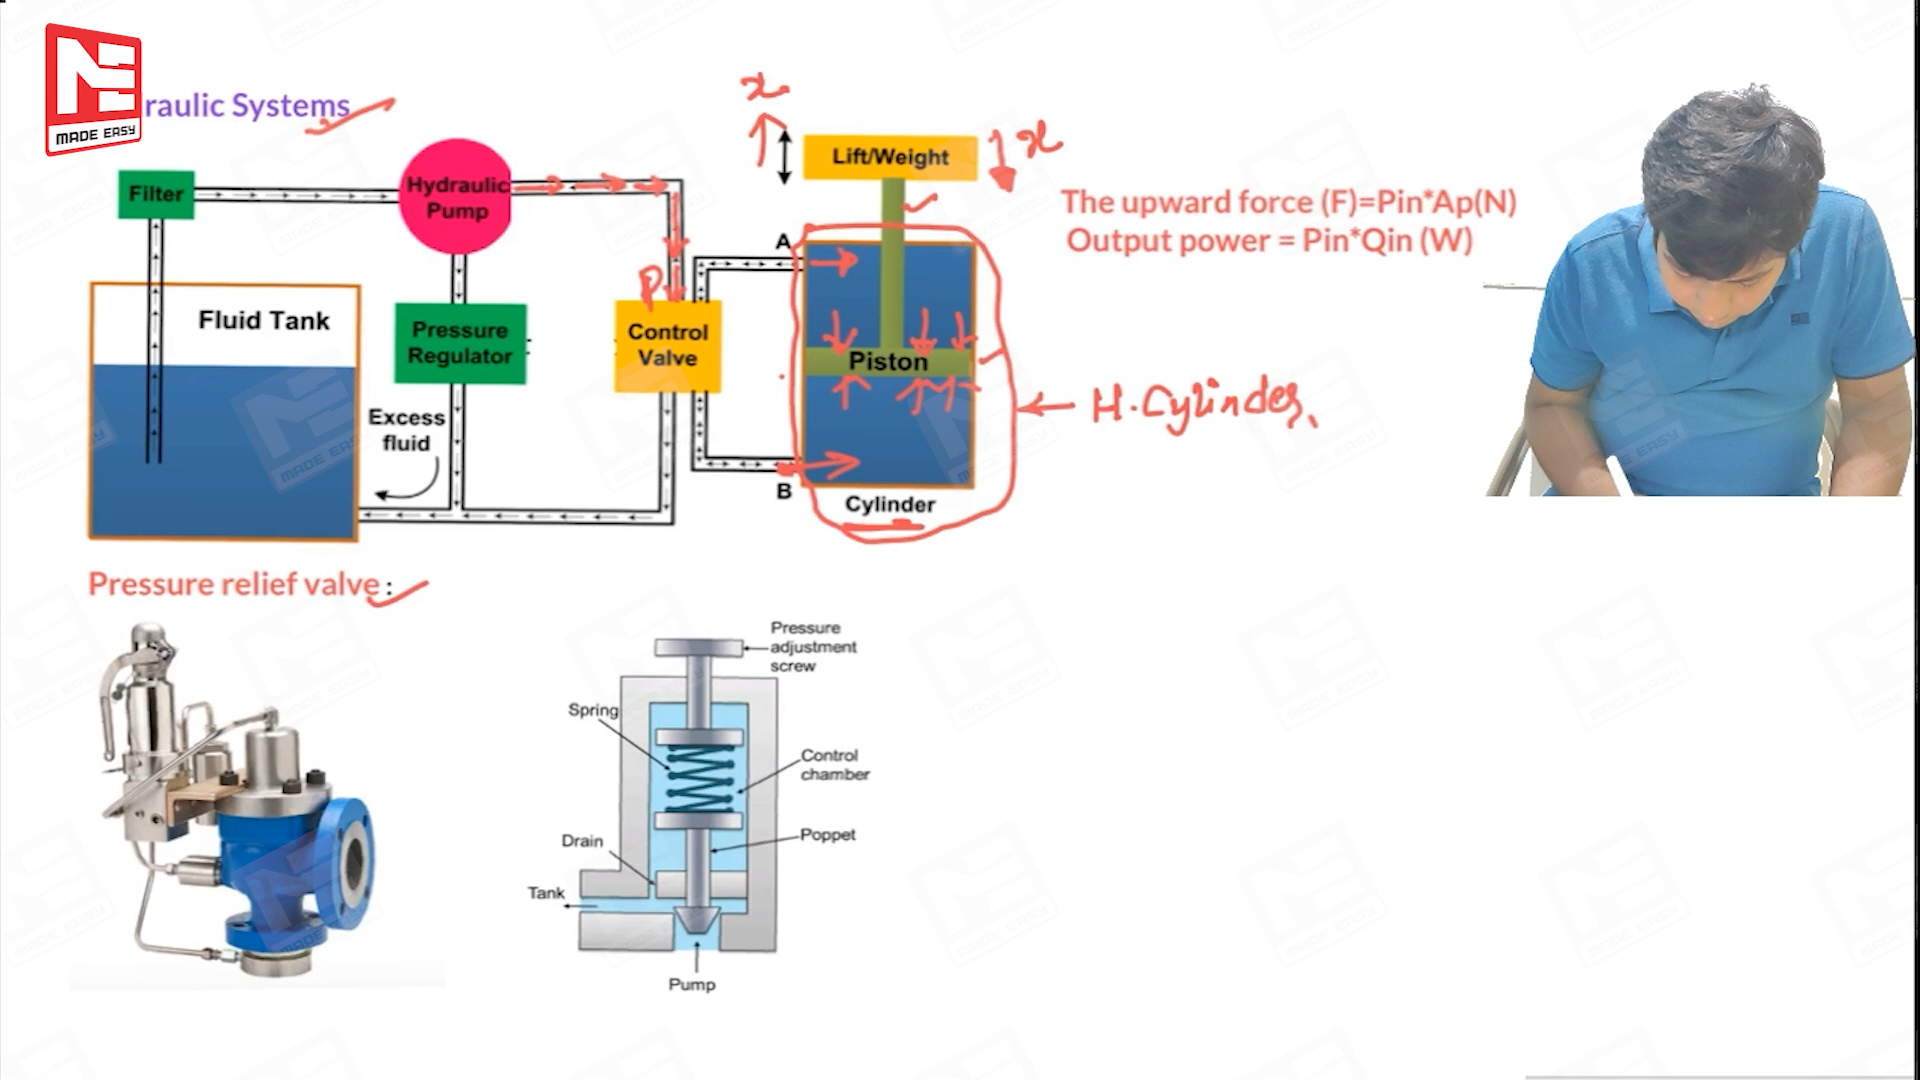 MADE EASY
raulic Systems
x
Filter
Hydraulic
Pump
Lift/Weight
x
The upward force (F)=Pin*Ap(N)
Output power = Pin*Qin (W)
A
P
Fluid Tank
Pressure
Regulator
Control
Valve
Piston
Excess
fluid
H.Cylinder
B
Cylinder
Pressure relief valve :
Pressure
adjustment
screw
Spring
Control
chamber
Drain
Poppet
Tank
Pump